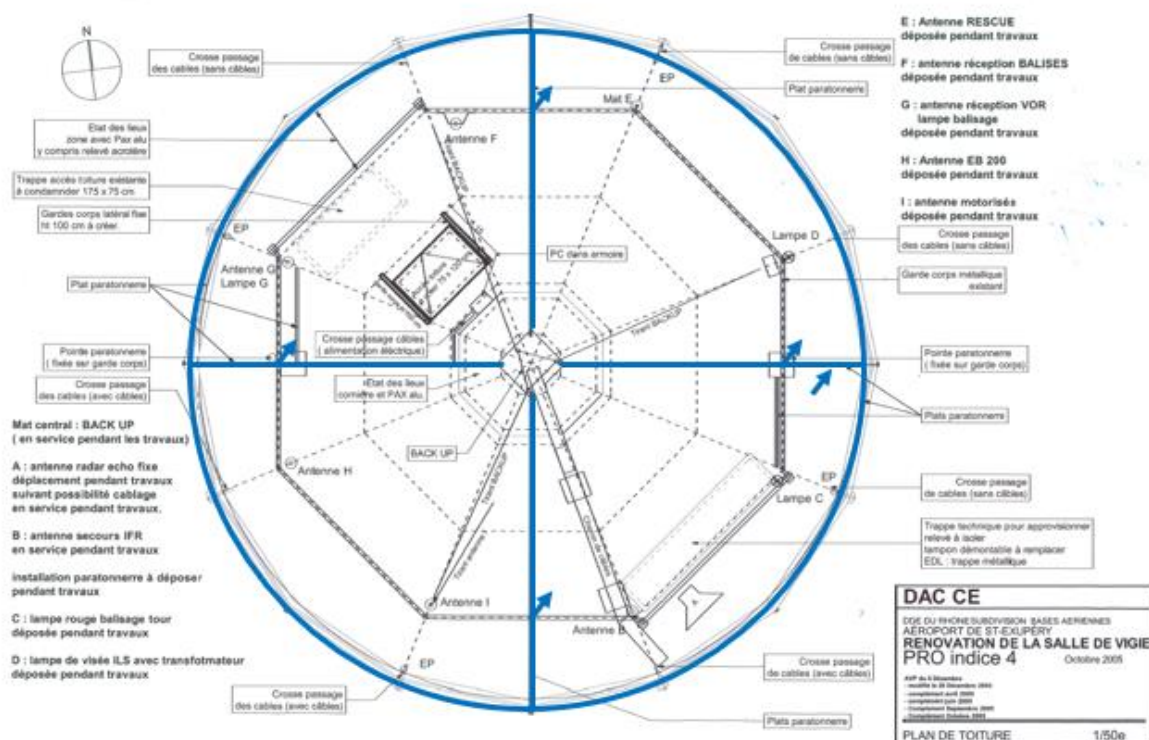 N
Crosse passage
des cables (sans câbles)
Etat des lieux
zone avec Pax alu
y compris relevé acrotère
Trappe accès toiture existante
à condamnder 175 x 75 cm
Gardes corps latéral fixe
ht 100 cm à créer.
EP
Antenne G
Lampe G
Plat paratonnerre
Pointe paratonnerre
( fixée sur garde corps)
Crosse passage
des cables (avec câbles)
Mat central : BACK UP
( en service pendant les travaux)
A : antenne radar echo fixe
déplacement pendant travaux
suivant possibilité cablage
en service pendant travaux.
B : antenne secours IFR
en service pendant travaux
installation paratonnerre à déposer
pendant travaux
C : lampe rouge balisage tour
déposée pendant travaux
D : lampe de visée ILS avec transfotmateur
déposée pendant travaux
Crosse passage
de cables (sans câbles)
EP
Plat paratonnerre
Mat E
Antenne F
Tirant BACKUP
PC dans armoire
Crosse passage câbles
( alimentation électrique)
Etat des lieux
cornière et PAX alu.
BACK UP
Tirant BACKUP
Tirant BACKUP
Tirant antenne I
Antenne H
Antenne I
Antenne B
A
EP
Crosse passage
des cables (avec câbles)
Crosse passage
de cables (avec câbles)
Plats paratonnerre
E : Antenne RESCUE
déposée pendant travaux
F : antenne réception BALISES
déposée pendant travaux
G : antenne réception VOR
lampe balisage
déposée pendant travaux
H : Antenne EB 200
déposée pendant travaux
I : antenne motorisés
déposée pendant travaux
Lampe D
Crosse passage
des cables (sans câbles)
Garde corps métallique
existant
Pointe paratonnerre
( fixée sur garde corps)
Plats paratonnerre
EP
Lampe C
Crosse passage
de cables (sans câbles)
Trappe technique pour approvisionner
relevé à isoler
tampon démontable à remplacer
EDL : trappe métallique
DAC CE
DDE DU RHONE SUBDIVISION BASES AERIENNES
AÉROPORT DE ST-EXUPÉRY
RENOVATION DE LA SALLE DE VIGIE
PRO indice 4
Octobre 2005
PLAN DE TOITURE
1/50e